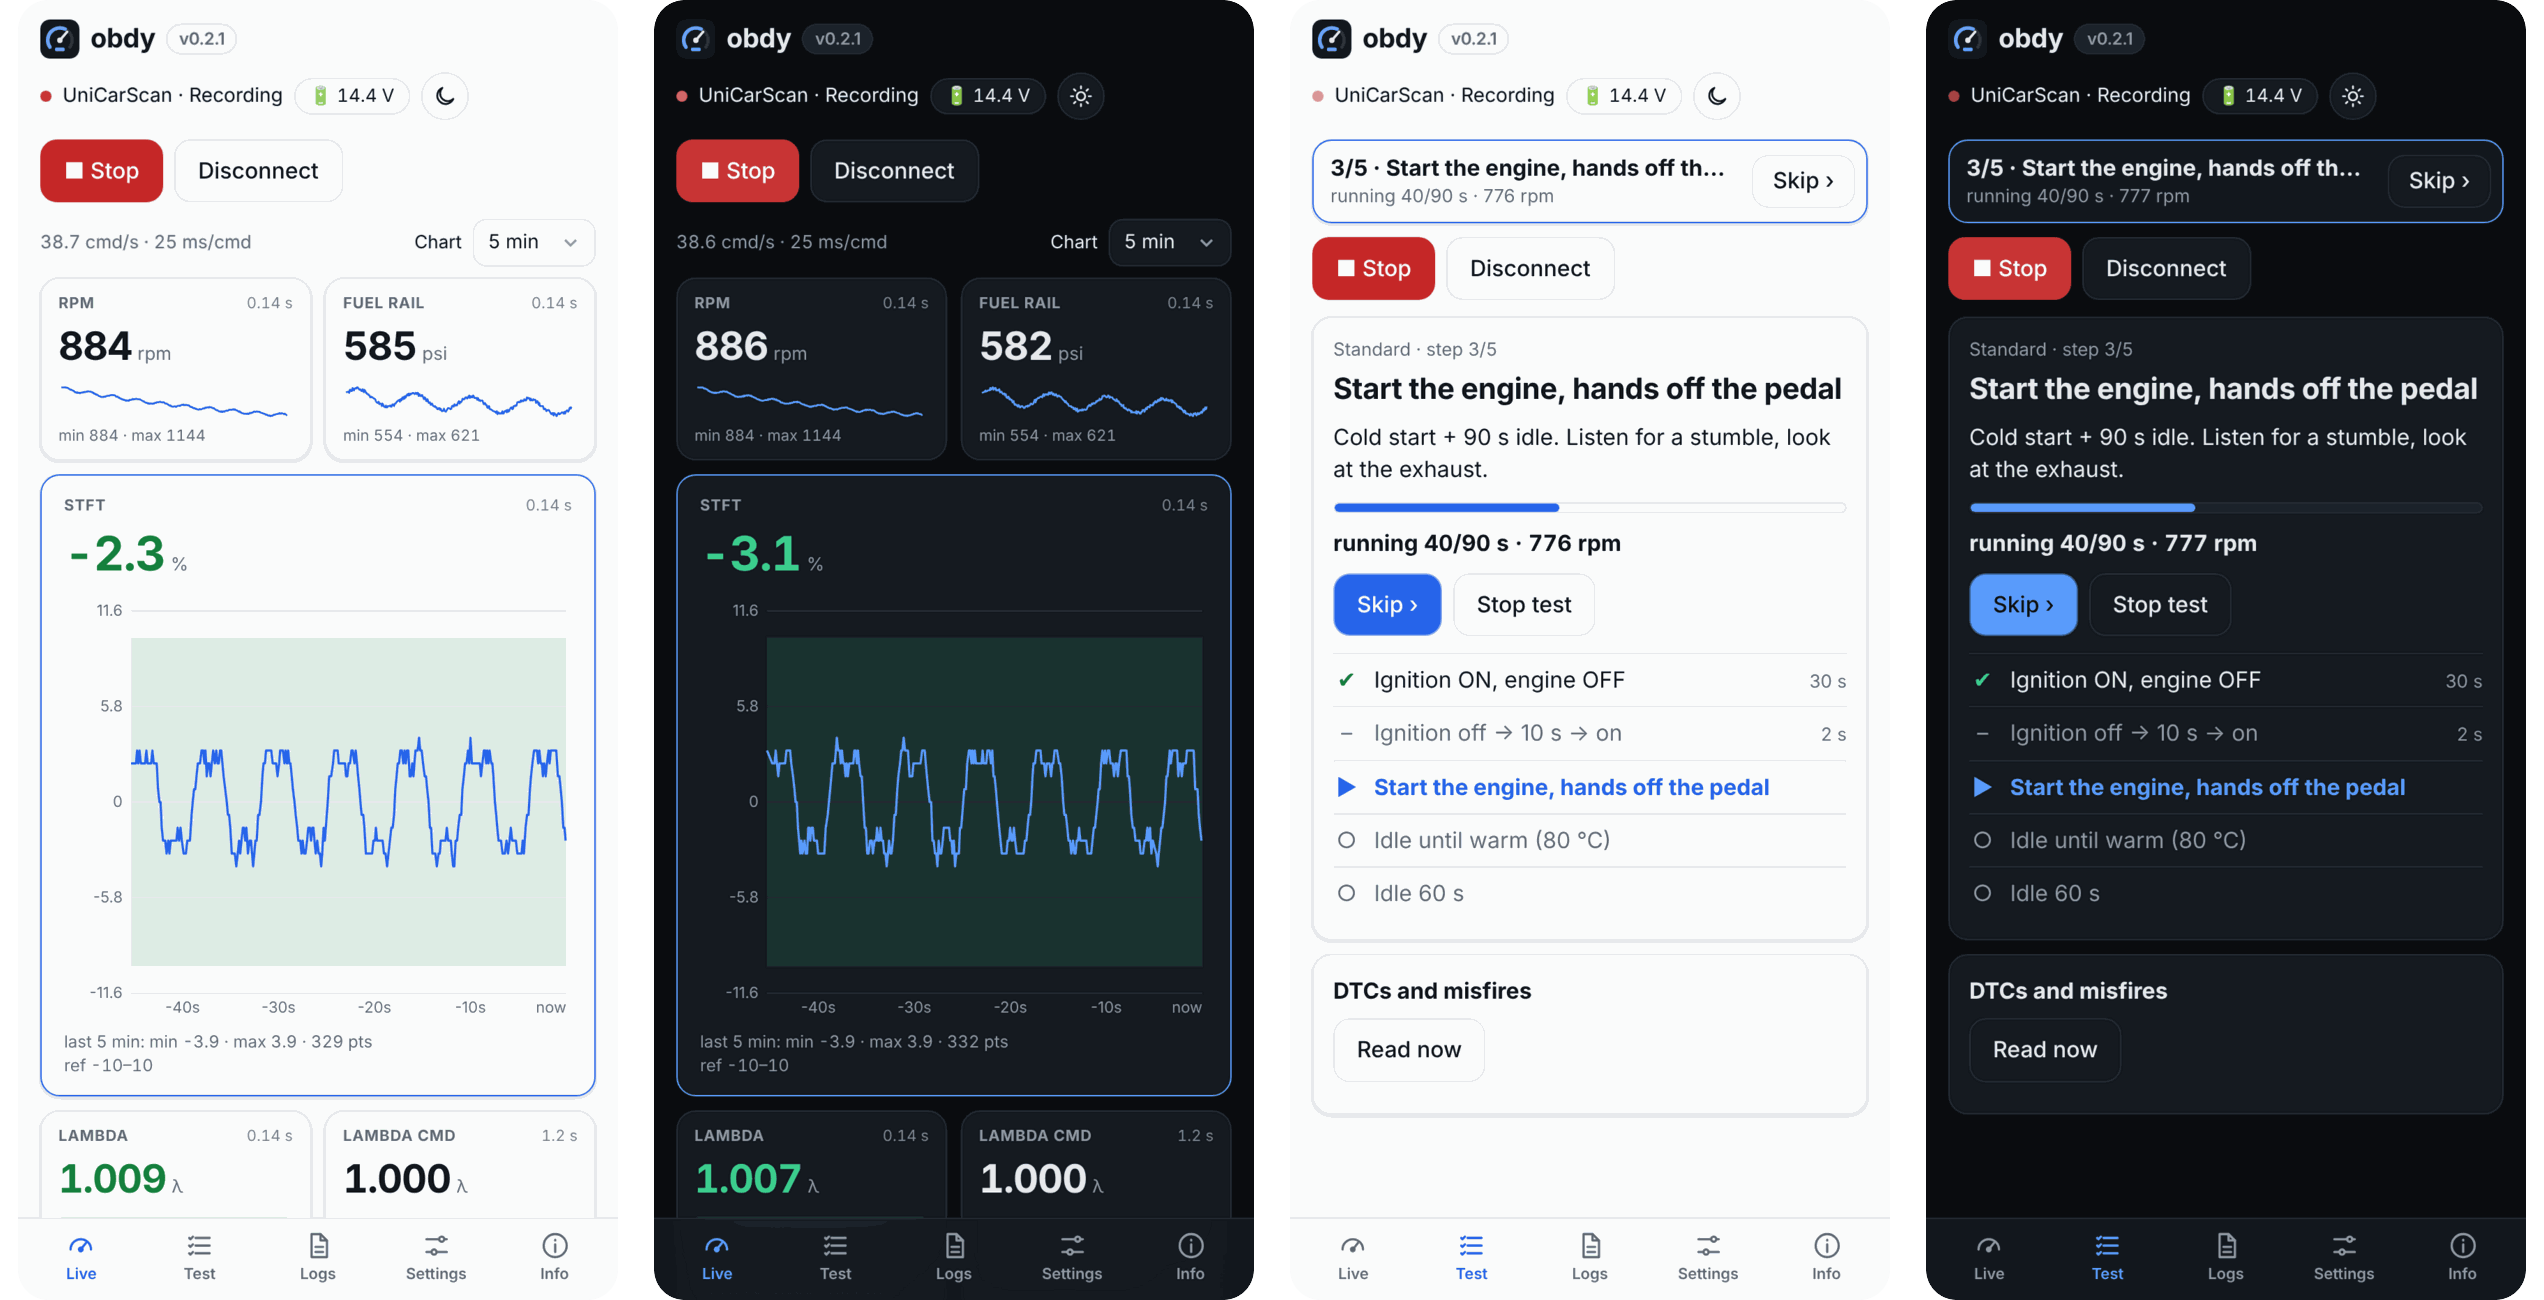 obdy v0.2.1
UniCarScan · Recording 14.4 V
Stop Disconnect
38.7 cmd/s · 25 ms/cmd Chart 5 min
RPM 0.14 s
884 rpm
min 884 · max 1144
FUEL RAIL 0.14 s
585 psi
min 554 · max 621
STFT 0.14 s
-2.3 %
11.6
5.8
0
-5.8
-11.6
-40s -30s -20s -10s now
last 5 min: min -3.9 · max 3.9 · 329 pts
ref -10–10
LAMBDA 0.14 s
1.009 λ
LAMBDA CMD 1.2 s
1.000 λ
Live Test Logs Settings Info
obdy v0.2.1
UniCarScan · Recording 14.4 V
Stop Disconnect
38.6 cmd/s · 25 ms/cmd Chart 5 min
RPM 0.14 s
886 rpm
min 884 · max 1144
FUEL RAIL 0.14 s
582 psi
min 554 · max 621
STFT 0.14 s
-3.1 %
11.6
5.8
0
-5.8
-11.6
-40s -30s -20s -10s now
last 5 min: min -3.9 · max 3.9 · 332 pts
ref -10–10
LAMBDA 0.14 s
1.007 λ
LAMBDA CMD 1.2 s
1.000 λ
Live Test Logs Settings Info
obdy v0.2.1
UniCarScan · Recording 14.4 V
3/5 · Start the engine, hands off th...
running 40/90 s · 776 rpm
Skip ›
Stop Disconnect
Standard · step 3/5
Start the engine, hands off the pedal
Cold start + 90 s idle. Listen for a stumble, look
at the exhaust.
running 40/90 s · 776 rpm
Skip › Stop test
✔ Ignition ON, engine OFF 30 s
– Ignition off → 10 s → on 2 s
▶ Start the engine, hands off the pedal
Idle until warm (80 °C)
Idle 60 s
DTCs and misfires
Read now
Live Test Logs Settings Info
obdy v0.2.1
UniCarScan · Recording 14.4 V
3/5 · Start the engine, hands off th...
running 40/90 s · 777 rpm
Skip ›
Stop Disconnect
Standard · step 3/5
Start the engine, hands off the pedal
Cold start + 90 s idle. Listen for a stumble, look
at the exhaust.
running 40/90 s · 777 rpm
Skip › Stop test
✔ Ignition ON, engine OFF 30 s
– Ignition off → 10 s → on 2 s
▶ Start the engine, hands off the pedal
Idle until warm (80 °C)
Idle 60 s
DTCs and misfires
Read now
Live Test Logs Settings Info